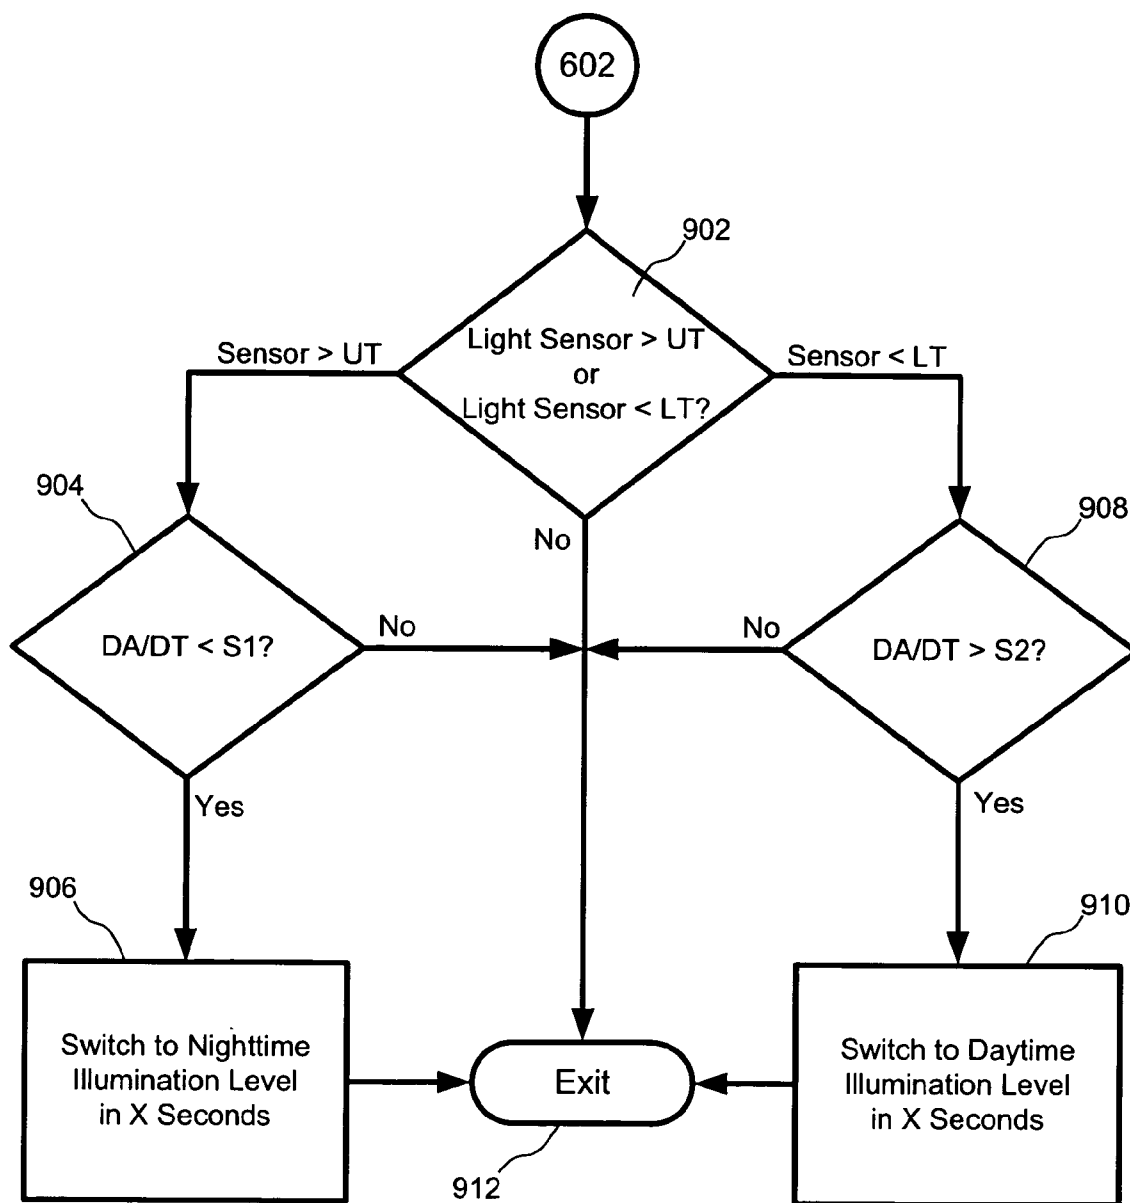 602
902
Light Sensor > UT
or
Light Sensor < LT?
Sensor > UT
Sensor < LT
904
908
No
DA/DT < S1?
No
No
DA/DT > S2?
Yes
Yes
906
910
Switch to Nighttime
Illumination Level
in X Seconds
Exit
Switch to Daytime
Illumination Level
in X Seconds
912